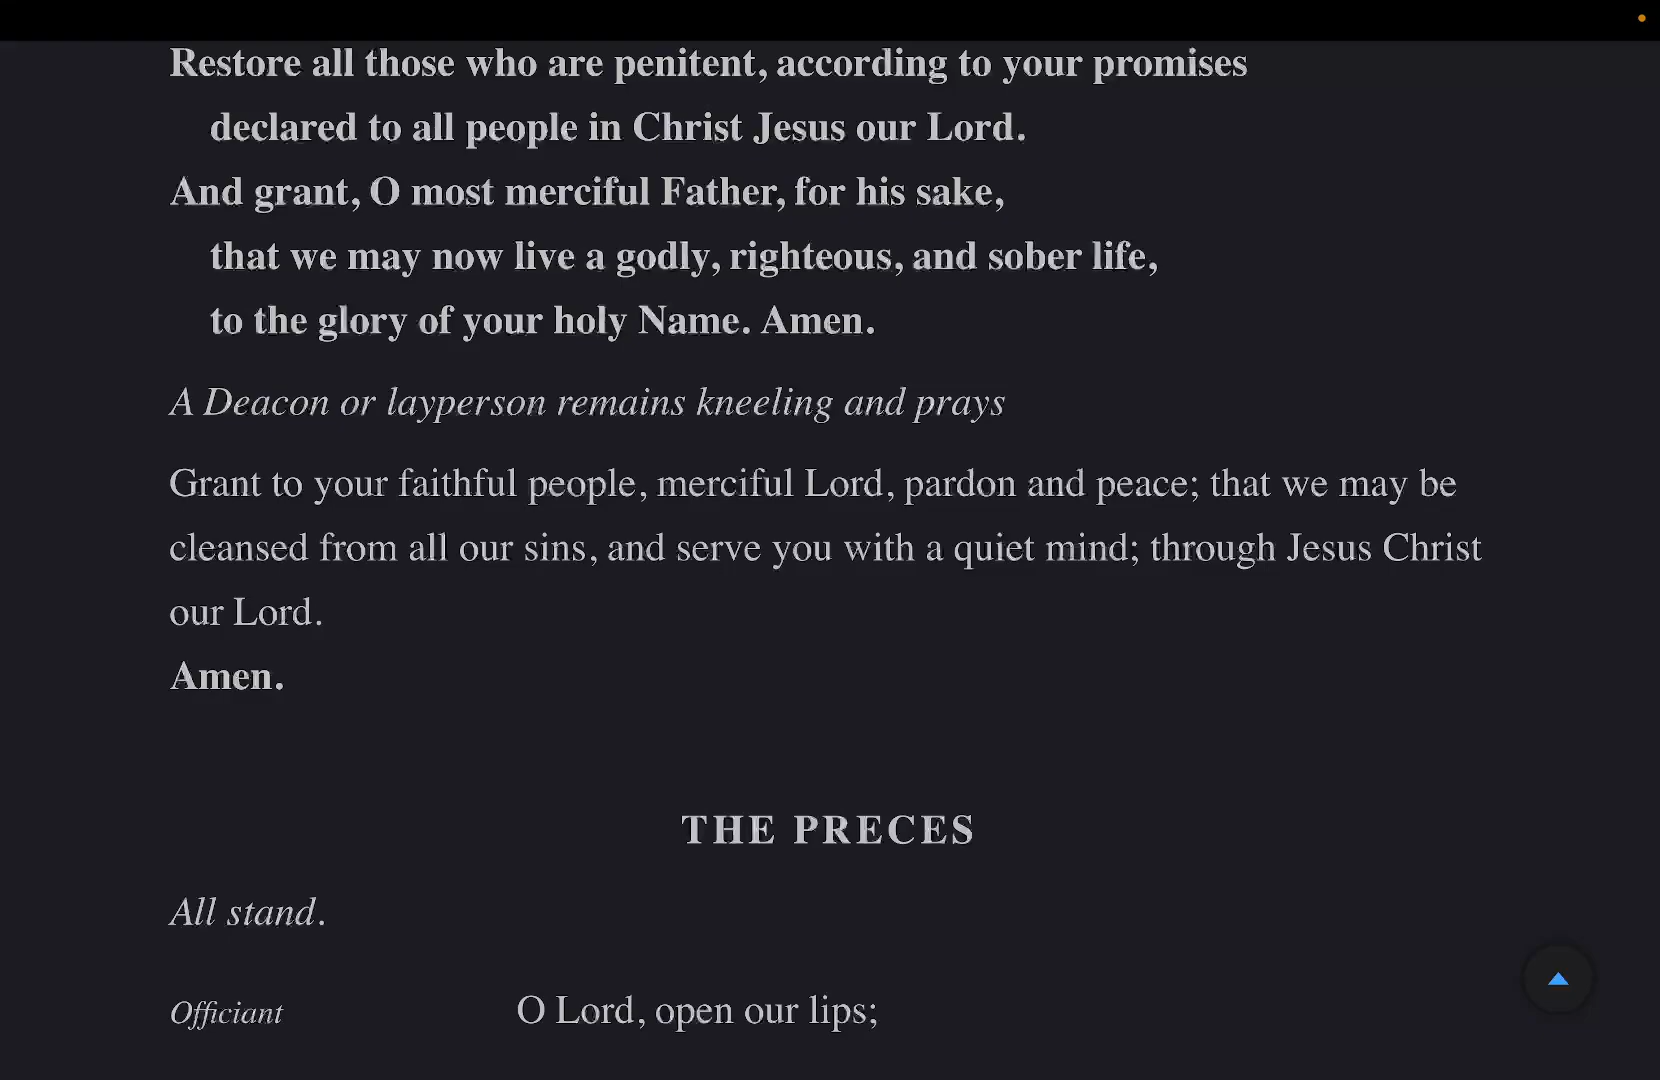 Restore all those who are penitent, according to your promises
declared to all people in Christ Jesus our Lord.
And grant, O most merciful Father, for his sake,
that we may now live a godly, righteous, and sober life,
to the glory of your holy Name. Amen.
A Deacon or layperson remains kneeling and prays
Grant to your faithful people, merciful Lord, pardon and peace; that we may be
cleansed from all our sins, and serve you with a quiet mind; through Jesus Christ
our Lord.
Amen.
THE PRECES
All stand.
Officiant O Lord, open our lips;